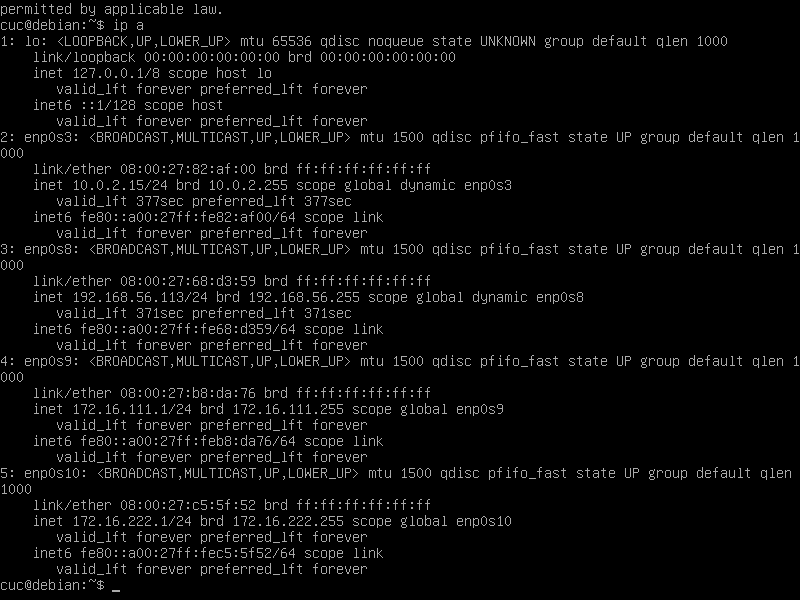 permitted by applicable law.
cuc@debian:~$ ip a
1: lo: <LOOPBACK,UP,LOWER_UP> mtu 65536 qdisc noqueue state UNKNOWN group default qlen 1000
    link/loopback 00:00:00:00:00:00 brd 00:00:00:00:00:00
    inet 127.0.0.1/8 scope host lo
       valid_lft forever preferred_lft forever
    inet6 ::1/128 scope host
       valid_lft forever preferred_lft forever
2: enp0s3: <BROADCAST,MULTICAST,UP,LOWER_UP> mtu 1500 qdisc pfifo_fast state UP group default qlen 1
000
    link/ether 08:00:27:82:af:00 brd ff:ff:ff:ff:ff:ff
    inet 10.0.2.15/24 brd 10.0.2.255 scope global dynamic enp0s3
       valid_lft 377sec preferred_lft 377sec
    inet6 fe80::a00:27ff:fe82:af00/64 scope link
       valid_lft forever preferred_lft forever
3: enp0s8: <BROADCAST,MULTICAST,UP,LOWER_UP> mtu 1500 qdisc pfifo_fast state UP group default qlen 1
000
    link/ether 08:00:27:68:d3:59 brd ff:ff:ff:ff:ff:ff
    inet 192.168.56.113/24 brd 192.168.56.255 scope global dynamic enp0s8
       valid_lft 371sec preferred_lft 371sec
    inet6 fe80::a00:27ff:fe68:d359/64 scope link
       valid_lft forever preferred_lft forever
4: enp0s9: <BROADCAST,MULTICAST,UP,LOWER_UP> mtu 1500 qdisc pfifo_fast state UP group default qlen 1
000
    link/ether 08:00:27:b8:da:76 brd ff:ff:ff:ff:ff:ff
    inet 172.16.111.1/24 brd 172.16.111.255 scope global enp0s9
       valid_lft forever preferred_lft forever
    inet6 fe80::a00:27ff:feb8:da76/64 scope link
       valid_lft forever preferred_lft forever
5: enp0s10: <BROADCAST,MULTICAST,UP,LOWER_UP> mtu 1500 qdisc pfifo_fast state UP group default qlen
1000
    link/ether 08:00:27:c5:5f:52 brd ff:ff:ff:ff:ff:ff
    inet 172.16.222.1/24 brd 172.16.222.255 scope global enp0s10
       valid_lft forever preferred_lft forever
    inet6 fe80::a00:27ff:fec5:5f52/64 scope link
       valid_lft forever preferred_lft forever
cuc@debian:~$ _